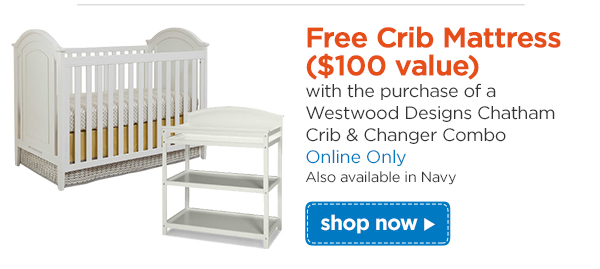 Free Crib Mattress
($100 value)
with the purchase of a
Westwood Designs Chatham
Crib & Changer Combo
Online Only
Also available in Navy
shop now